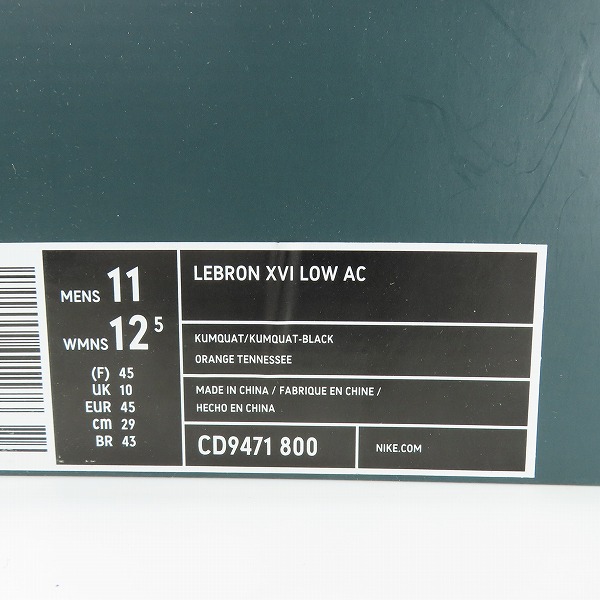 MENS 11
WMNS 12 5
(F) 45
UK 10
EUR 45
cm 29
BR 43
LEBRON XVI LOW AC
KUMQUAT/KUMQUAT-BLACK
ORANGE TENNESSEE
MADE IN CHINA / FABRIQUE EN CHINE /
HECHO EN CHINA
CD9471 800
NIKE.COM